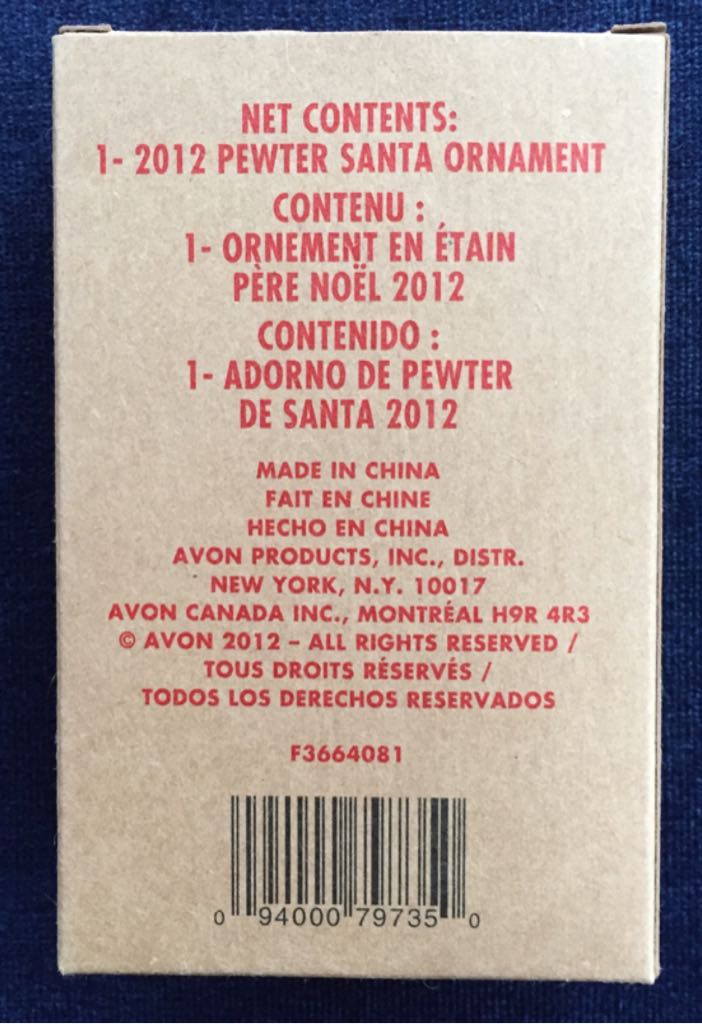 NET CONTENTS:
1- 2012 PEWTER SANTA ORNAMENT
CONTENU :
1- ORNEMENT EN ÉTAIN
PÈRE NOËL 2012
CONTENIDO :
1- ADORNO DE PEWTER
DE SANTA 2012
MADE IN CHINA
FAIT EN CHINE
HECHO EN CHINA
AVON PRODUCTS, INC., DISTR.
NEW YORK, N.Y. 10017
AVON CANADA INC., MONTRÉAL H9R 4R3
© AVON 2012 – ALL RIGHTS RESERVED /
TOUS DROITS RÉSERVÉS /
TODOS LOS DERECHOS RESERVADOS
F3664081
0 94000 79735 0